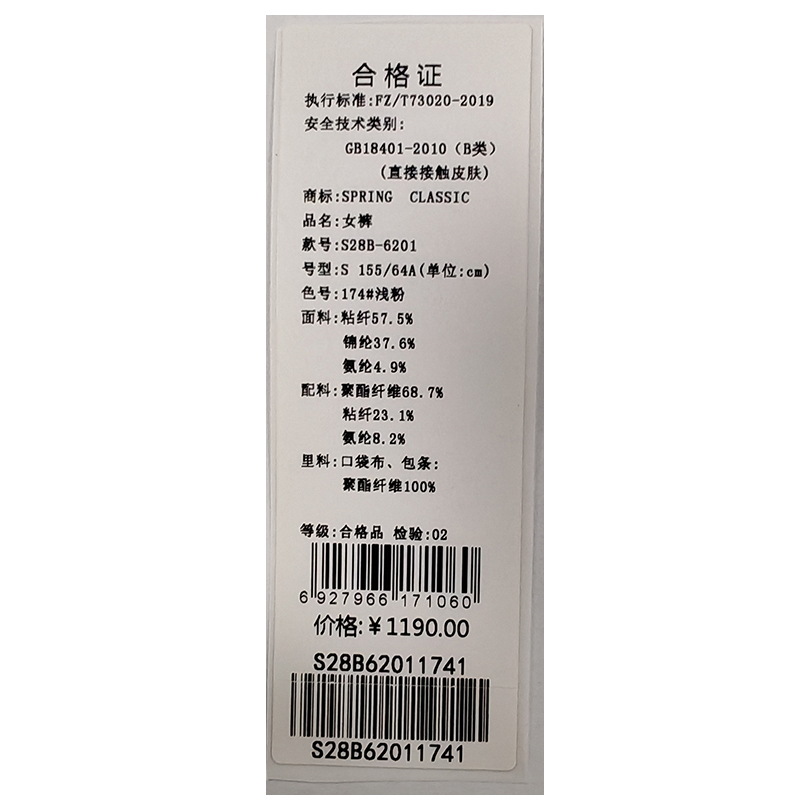 合格证
执行标准:FZ/T73020-2019
安全技术类别:
GB18401-2010（B类）
(直接接触皮肤)
商标:SPRING CLASSIC
品名:女裤
款号:S28B-6201
号型:S 155/64A(单位:cm)
色号:174#浅粉
面料:粘纤57.5%
锦纶37.6%
氨纶4.9%
配料:聚酯纤维68.7%
粘纤23.1%
氨纶8.2%
里料:口袋布、包条:
聚酯纤维100%
等级:合格品 检验:02
6 927966 171060
价格:￥1190.00
S28B62011741
S28B62011741